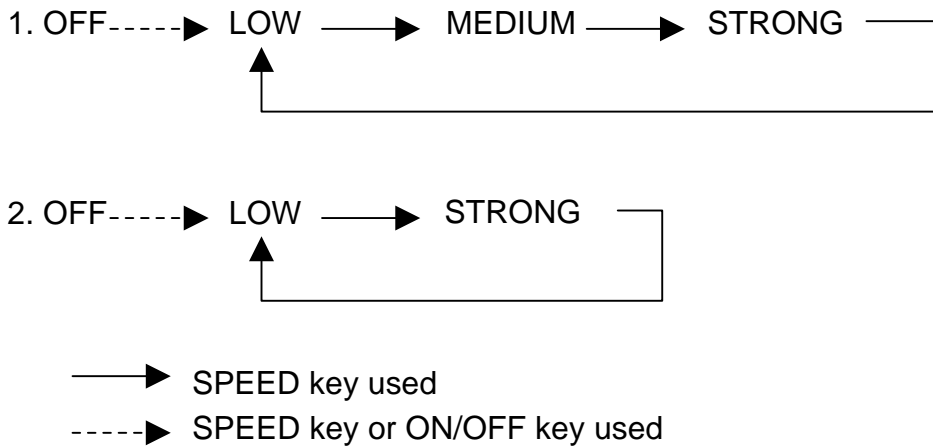 1. OFF LOW MEDIUM STRONG
2. OFF LOW STRONG
SPEED key used
SPEED key or ON/OFF key used